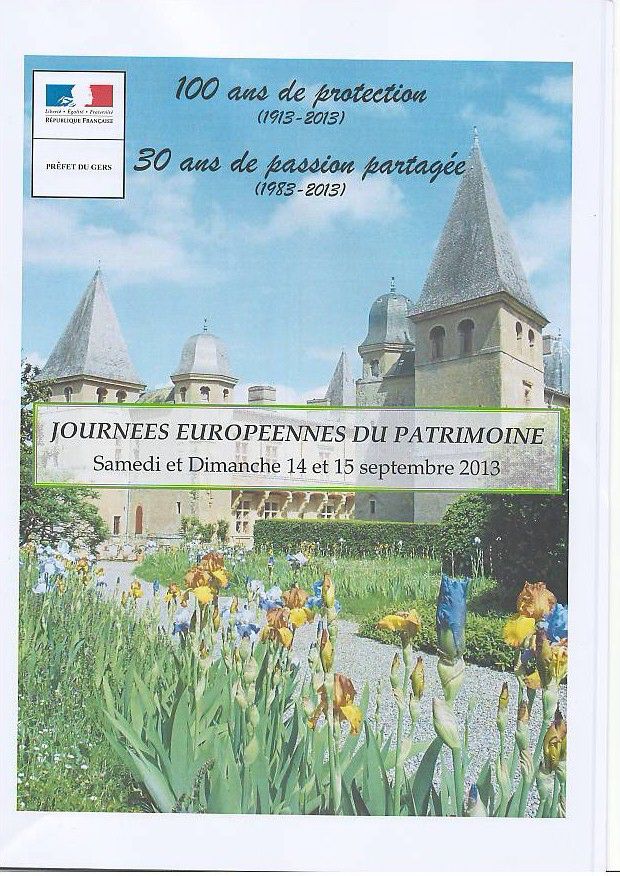 Liberté • Égalité • Fraternité
RÉPUBLIQUE FRANÇAISE
PRÉFET DU GERS
100 ans de protection
(1913-2013)
30 ans de passion partagée
(1983-2013)
JOURNEES EUROPEENNES DU PATRIMOINE
Samedi et Dimanche 14 et 15 septembre 2013